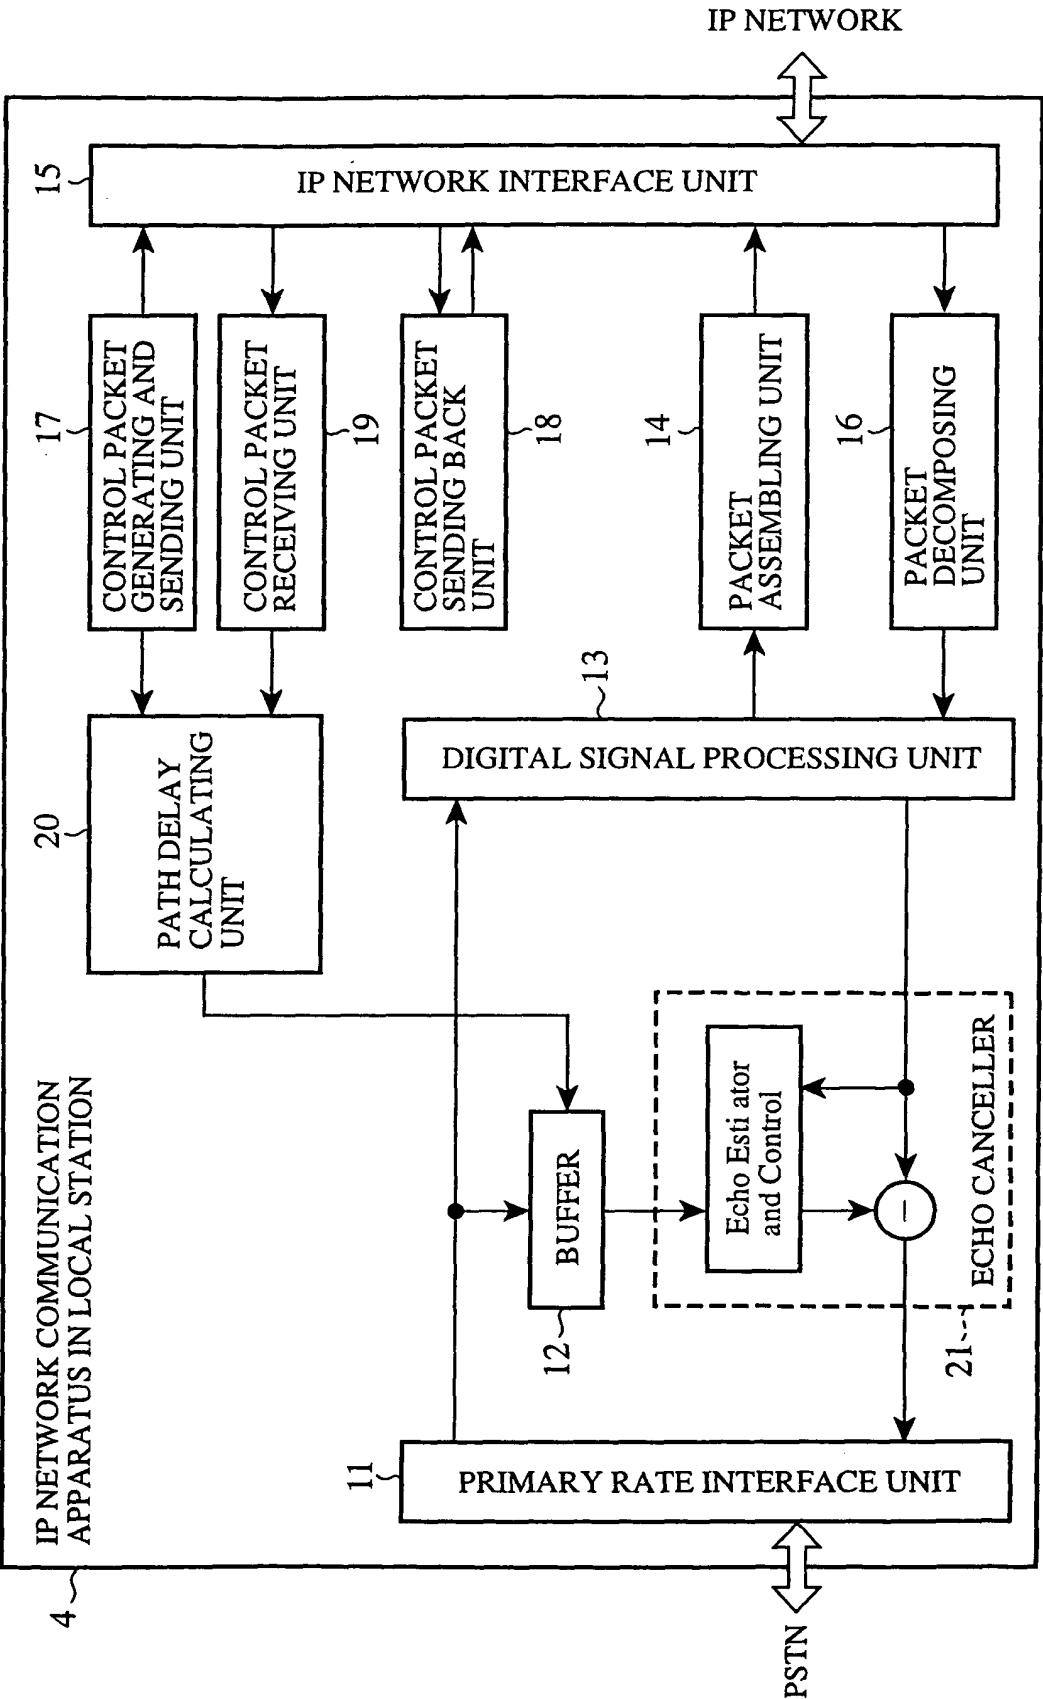 4
IP NETWORK COMMUNICATION
APPARATUS IN LOCAL STATION
20
PATH DELAY
CALCULATING
UNIT
17
CONTROL PACKET
GENERATING AND
SENDING UNIT
15
IP NETWORK INTERFACE UNIT
CONTROL PACKET
RECEIVING UNIT
19
CONTROL PACKET
SENDING BACK
UNIT
18
11
PRIMARY RATE INTERFACE UNIT
PSTN
12
BUFFER
13
DIGITAL SIGNAL PROCESSING UNIT
14
PACKET
ASSEMBLING UNIT
IP NETWORK
Echo Esti ator
and Control
16
PACKET
DECOMPOSING
UNIT
21
ECHO CANCELLER